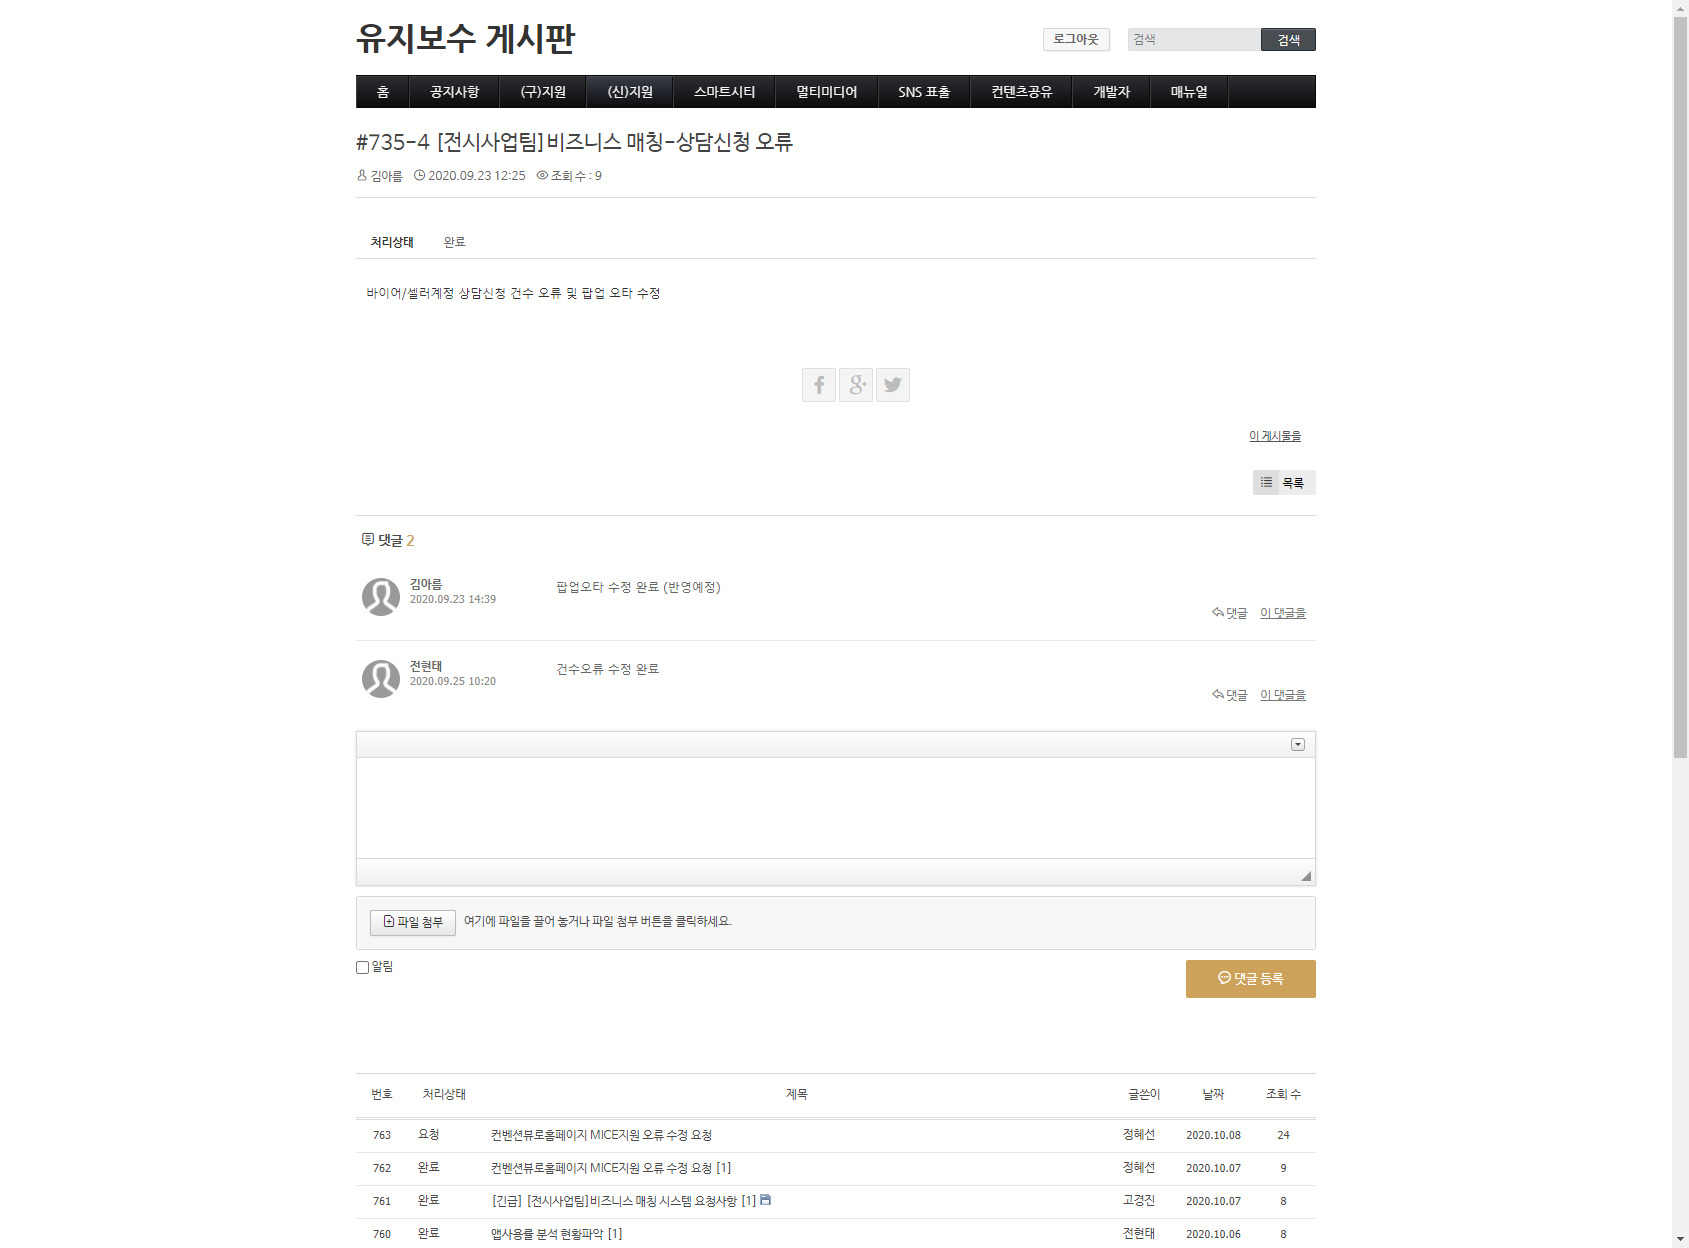 유지보수 게시판
로그아웃 검색 검색
홈 공지사항 (구)지원 (신)지원 스마트시티 멀티미디어 SNS 표출 컨텐츠공유 개발자 매뉴얼
#735-4 [전시사업팀]비즈니스 매칭-상담신청 오류
김아름 2020.09.23 12:25 조회 수 : 9
처리상태 완료
바이어/셀러계정 상담신청 건수 오류 및 팝업 오타 수정
이 게시물을
목록
댓글 2
김아름 팝업오타 수정 완료 (반영예정)
2020.09.23 14:39
댓글 이 댓글을
전현태 건수오류 수정 완료
2020.09.25 10:20
댓글 이 댓글을
파일 첨부 여기에 파일을 끌어 놓거나 파일 첨부 버튼을 클릭하세요.
알림
댓글 등록
번호 처리상태 제목 글쓴이 날짜 조회 수
763 요청 컨벤션뷰로홈페이지 MICE지원 오류 수정 요청 정혜선 2020.10.08 24
762 완료 컨벤션뷰로홈페이지 MICE지원 오류 수정 요청 [1] 정혜선 2020.10.07 9
761 완료 [긴급] [전시사업팀]비즈니스 매칭 시스템 요청사항 [1] 고경진 2020.10.07 8
760 완료 앱사용률 분석 현황파악 [1] 전현태 2020.10.06 8